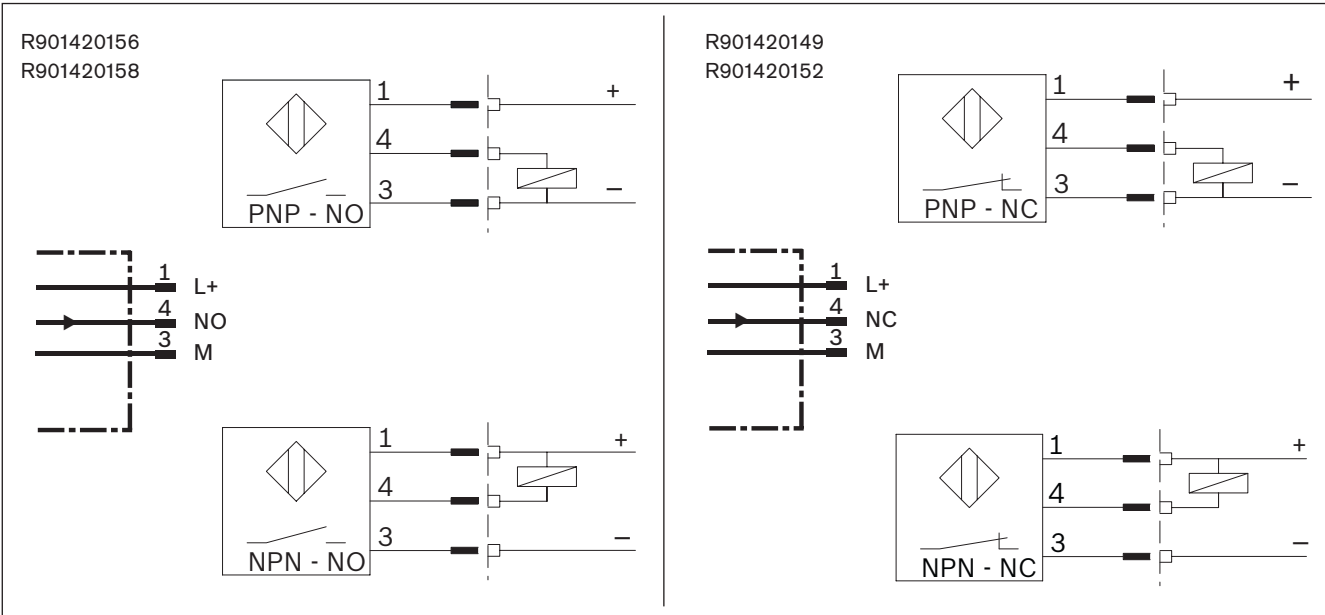 R901420156
R901420158
1
+
4
3
−
PNP - NO
1
L+
4
NO
3
M
1
+
4
3
−
NPN - NO
R901420149
R901420152
1
+
4
3
−
PNP - NC
1
L+
4
NC
3
M
1
+
4
3
−
NPN - NC